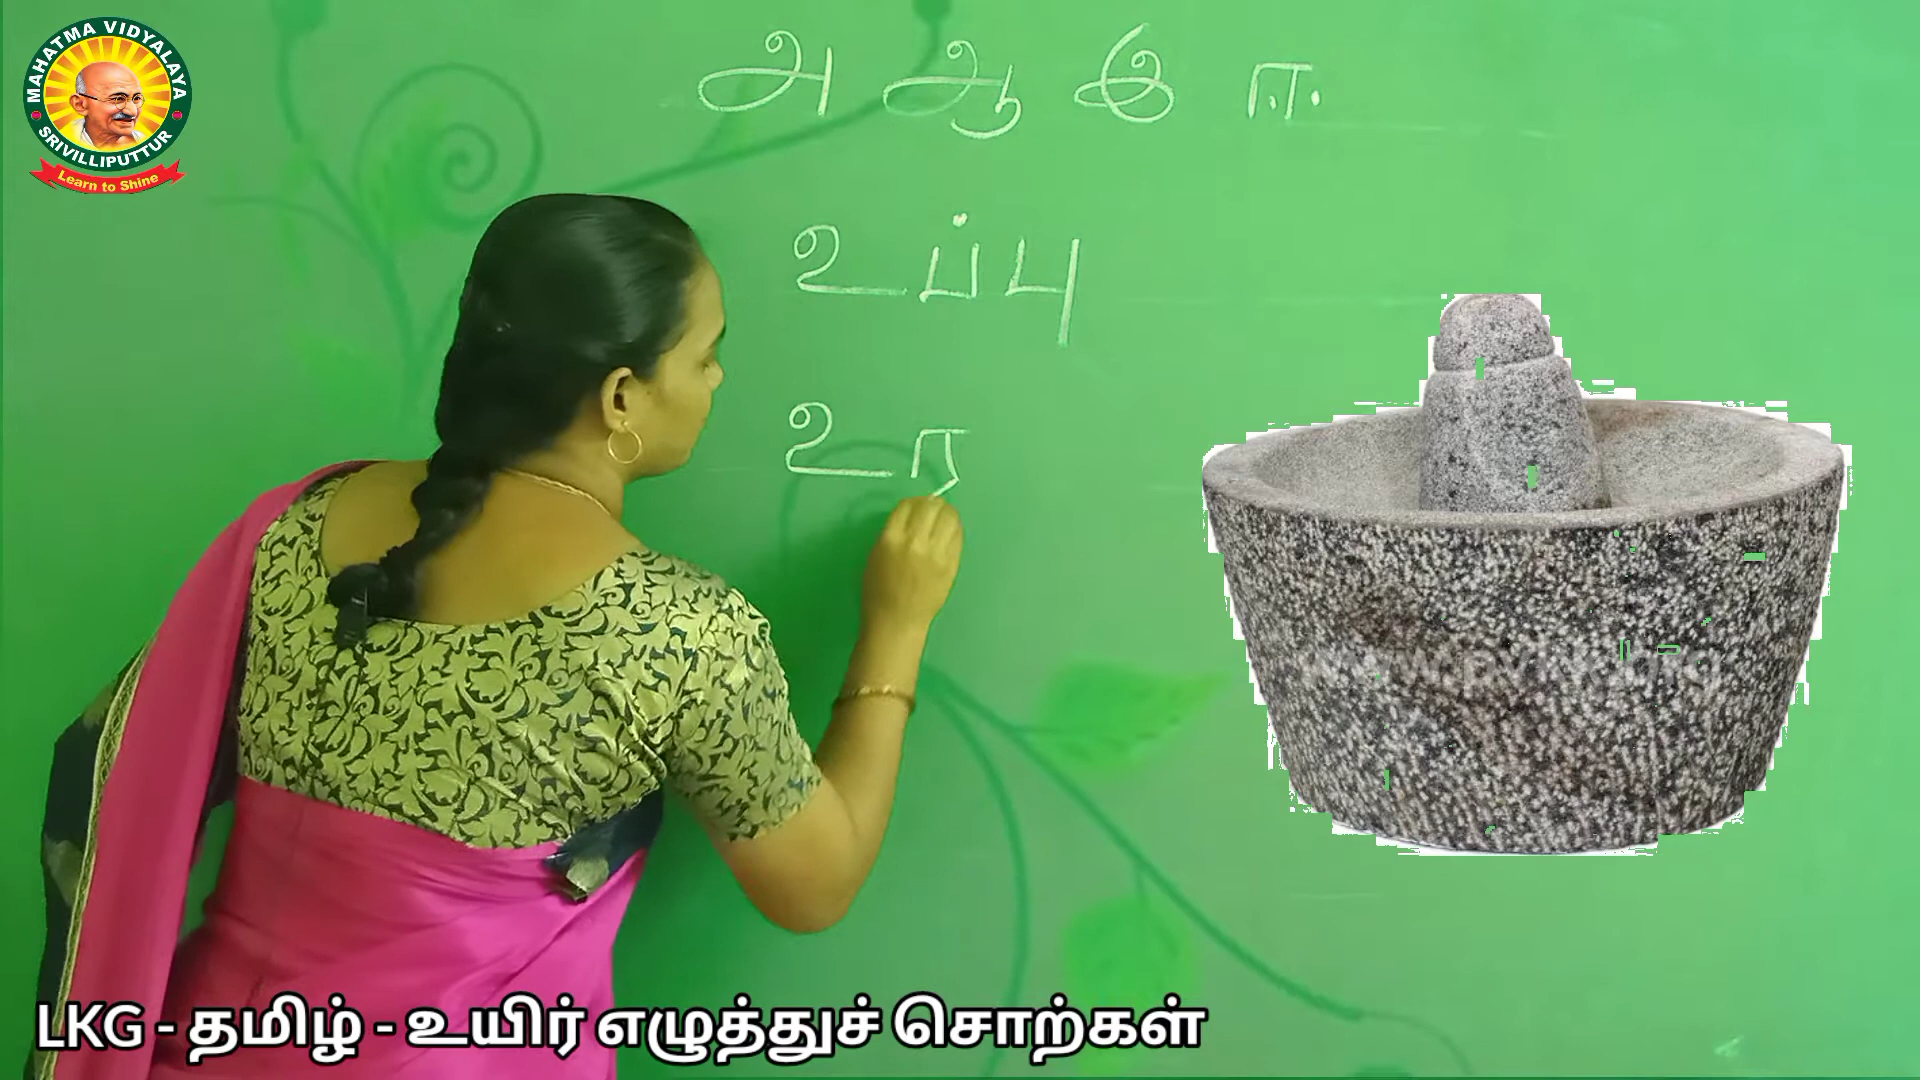 MAHATMA VIDYALAYA
SRIVILLIPUTTUR
Learn to Shine
அ ஆ இ ஈ
உப்பு
உர
LKG - தமிழ் - உயிர் எழுத்துச் சொற்கள்